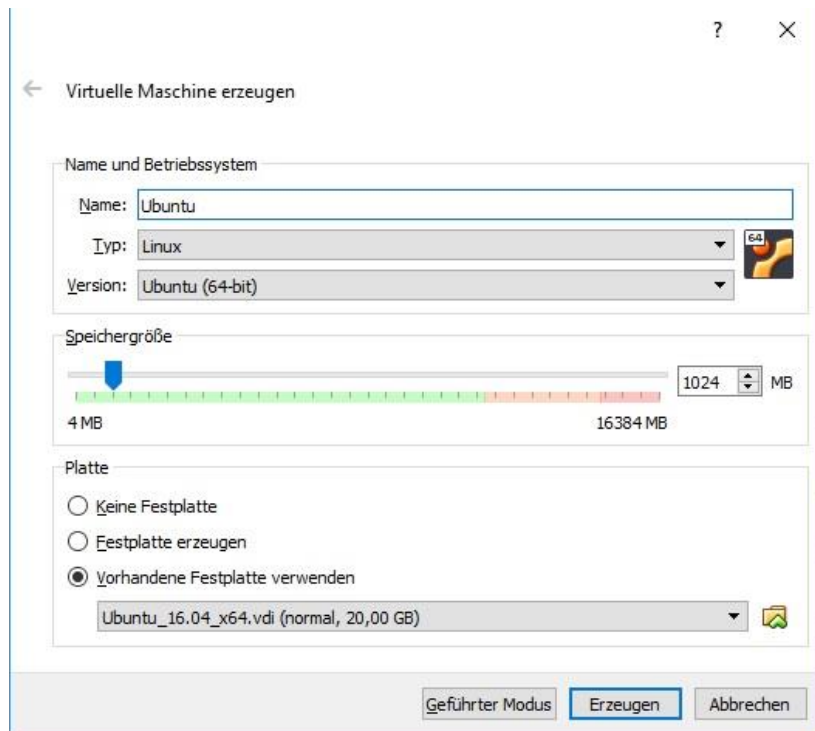 ?
Virtuelle Maschine erzeugen
Name und Betriebssystem
Name: Ubuntu
Typ: Linux
64
Version: Ubuntu (64-bit)
Speichergröße
1024 MB
4 MB 16384 MB
Platte
Keine Festplatte
Festplatte erzeugen
Vorhandene Festplatte verwenden
Ubuntu_16.04_x64.vdi (normal, 20,00 GB)
Geführter Modus Erzeugen Abbrechen